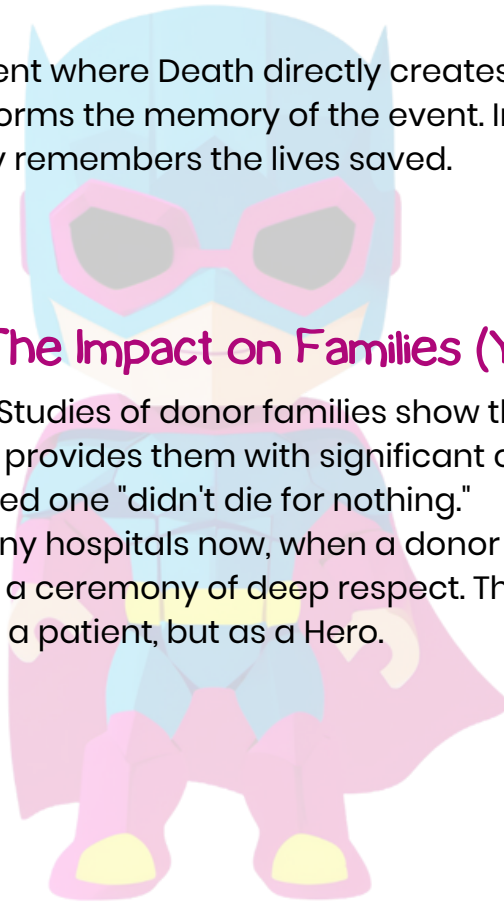 ent where Death directly creates
orms the memory of the event. I
y remembers the lives saved.
The Impact on Families (Y
Studies of donor families show t
provides them with significant
ed one "didn't die for nothing."
ny hospitals now, when a donor
a ceremony of deep respect. Th
a patient, but as a Hero.